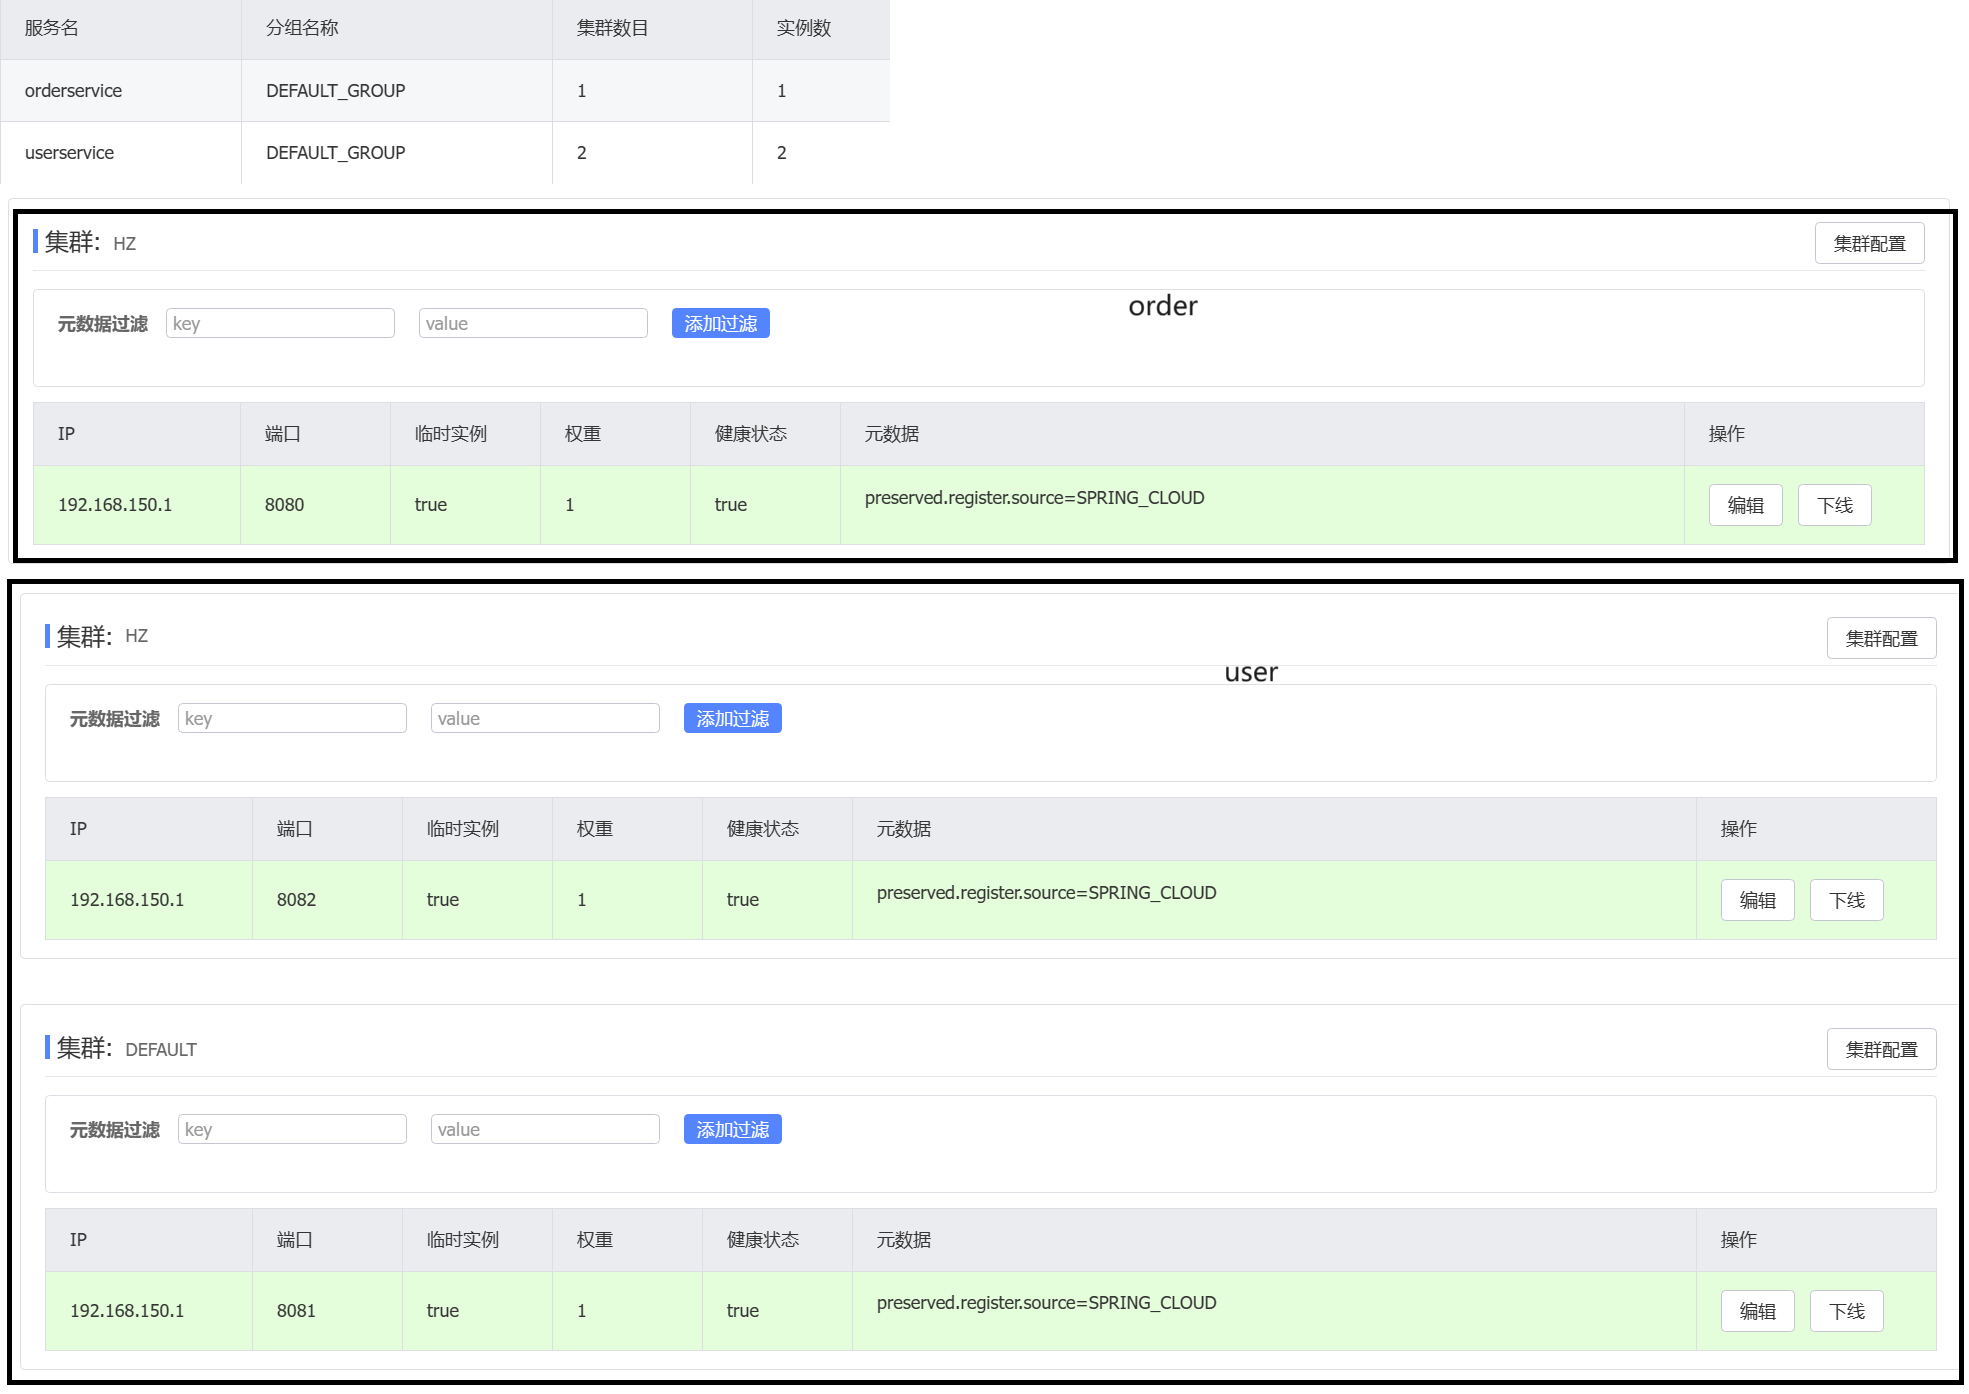 服务名 分组名称 集群数目 实例数
orderservice DEFAULT_GROUP 1 1
userservice DEFAULT_GROUP 2 2
集群: HZ 集群配置
order
元数据过滤 key value 添加过滤
IP 端口 临时实例 权重 健康状态 元数据 操作
192.168.150.1 8080 true 1 true preserved.register.source=SPRING_CLOUD 编辑 下线
集群: HZ 集群配置
user
元数据过滤 key value 添加过滤
IP 端口 临时实例 权重 健康状态 元数据 操作
192.168.150.1 8082 true 1 true preserved.register.source=SPRING_CLOUD 编辑 下线
集群: DEFAULT 集群配置
元数据过滤 key value 添加过滤
IP 端口 临时实例 权重 健康状态 元数据 操作
192.168.150.1 8081 true 1 true preserved.register.source=SPRING_CLOUD 编辑 下线